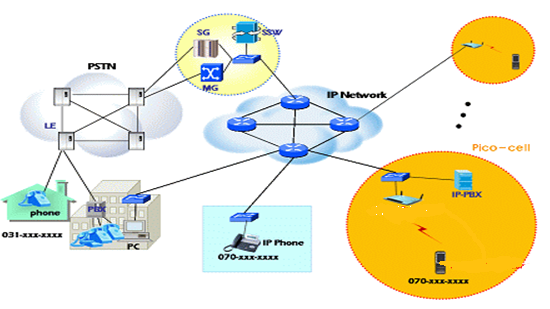 SG
SSW
PSTN
MG
IP Network
LE
Pico-cell
phone
PBX
IP-PBX
031-xxx-xxxx
PC
IP Phone
070-xxx-xxxx
070-xxx-xxxx